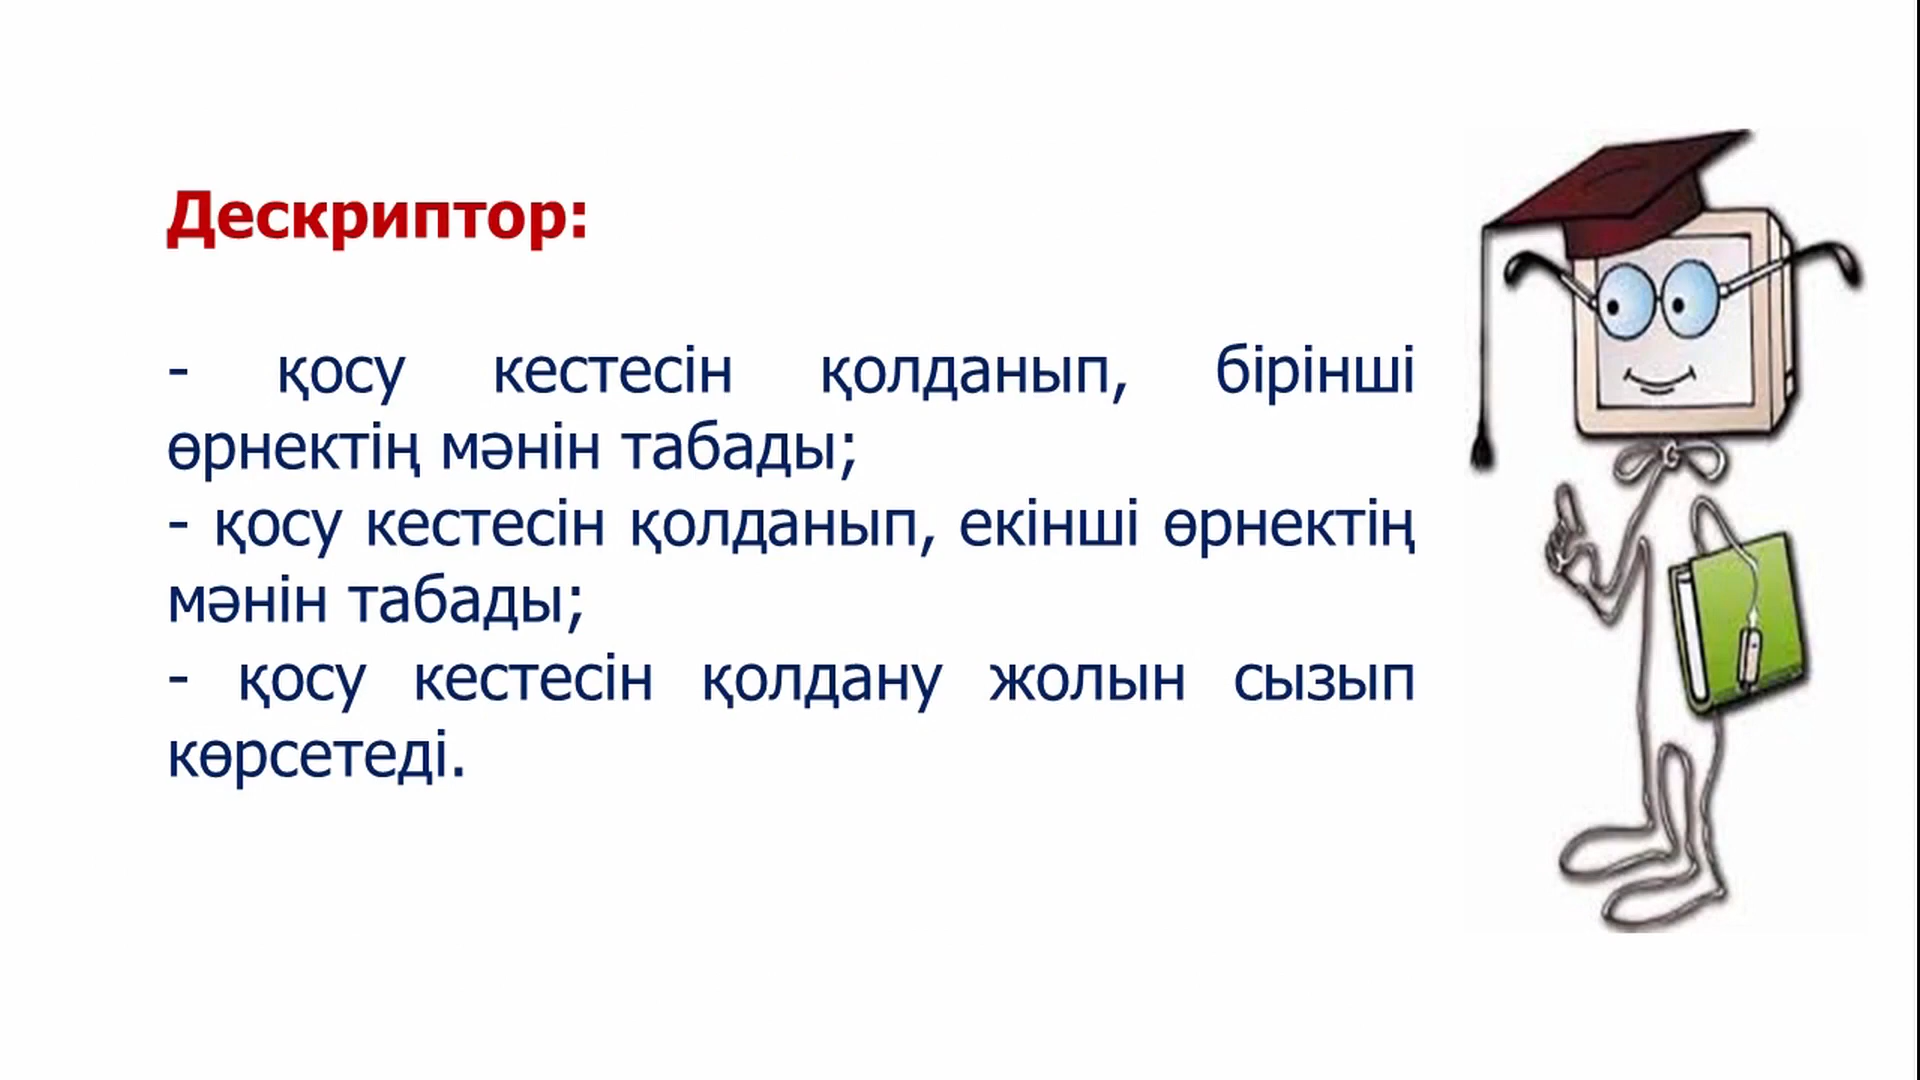 Дескриптор:
- қосу кестесін қолданып, бірінші
өрнектің мәнін табады;
- қосу кестесін қолданып, екінші өрнектің
мәнін табады;
- қосу кестесін қолдану жолын сызып
көрсетеді.